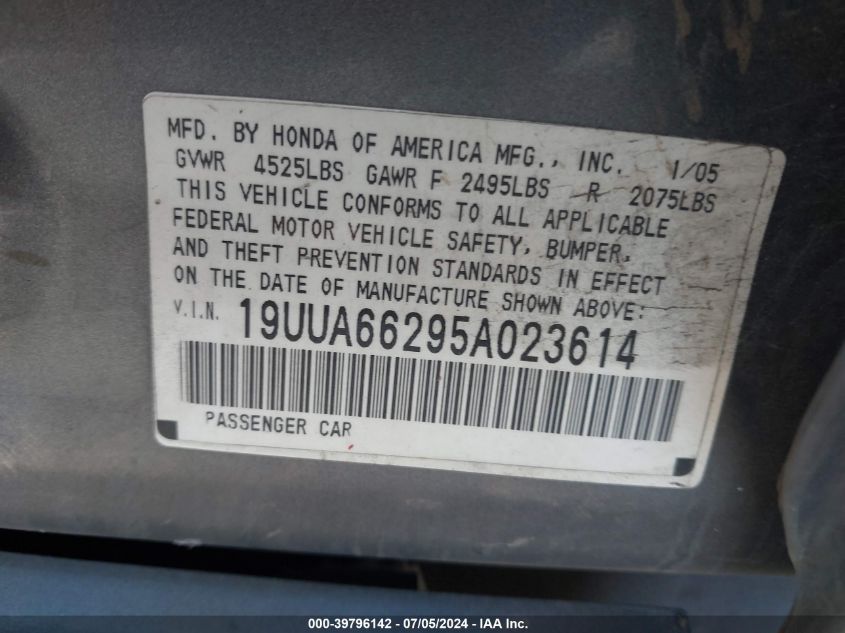 MFD. BY HONDA OF AMERICA MFG., INC. 1/05
GVWR 4525LBS GAWR F 2495LBS R 2075LBS
THIS VEHICLE CONFORMS TO ALL APPLICABLE
FEDERAL MOTOR VEHICLE SAFETY, BUMPER,
AND THEFT PREVENTION STANDARDS IN EFFECT
ON THE DATE OF MANUFACTURE SHOWN ABOVE:
V.I.N. 19UUA66295A023614
PASSENGER CAR
000-39796142 - 07/05/2024 - IAA Inc.